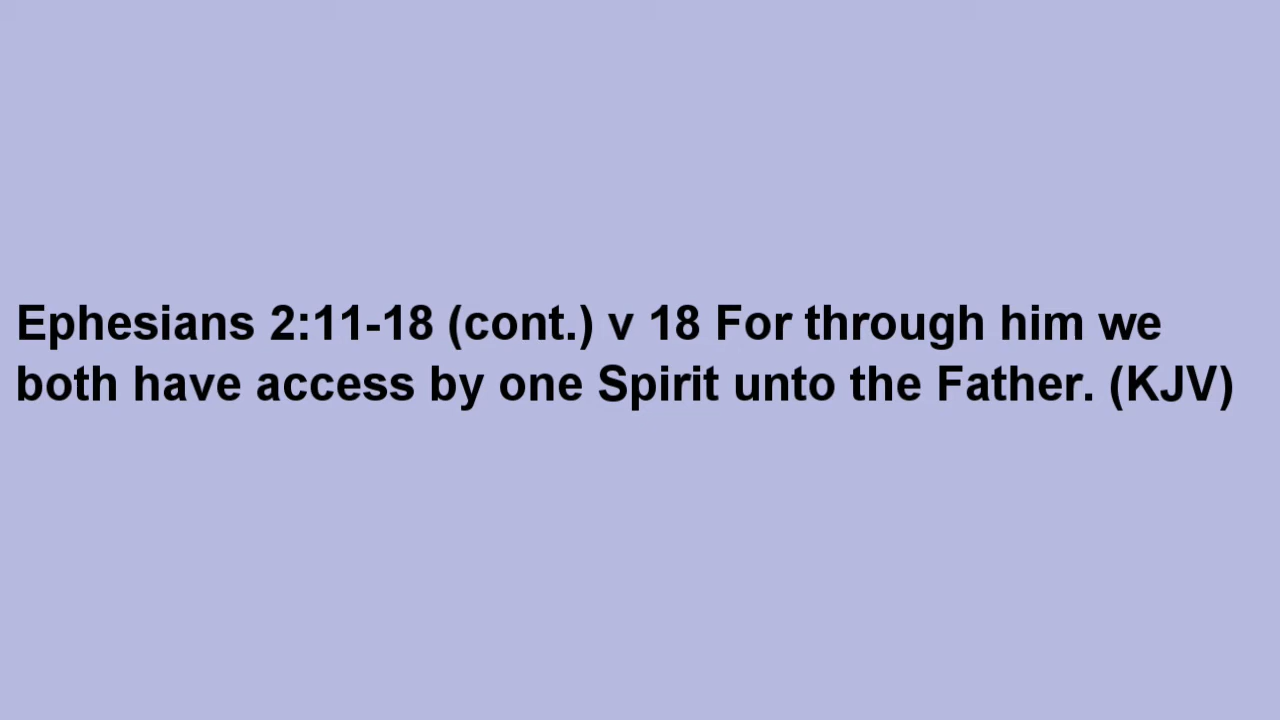 Ephesians 2:11-18 (cont.) v 18 For through him we
both have access by one Spirit unto the Father. (KJV)